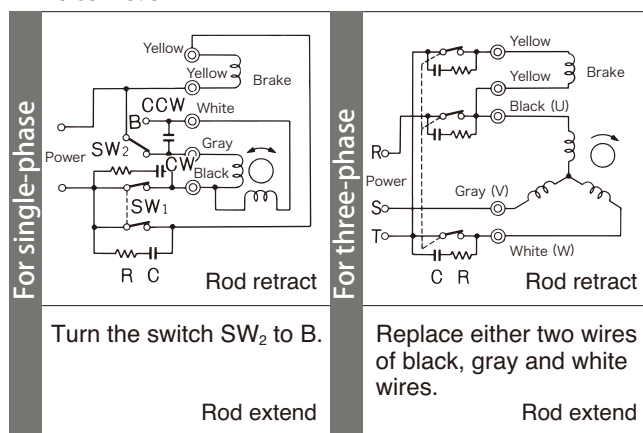 For single-phase
Yellow
Yellow
Brake
CCW
White
B
Gray
SW2
CW
Black
Power
SW1
R C
Rod retract
Turn the switch SW2 to B.
Rod extend
For three-phase
Yellow
Yellow
Brake
Black (U)
R
Power
Gray (V)
S
T
White (W)
C R
Rod retract
Replace either two wires
of black, gray and white
wires.
Rod extend